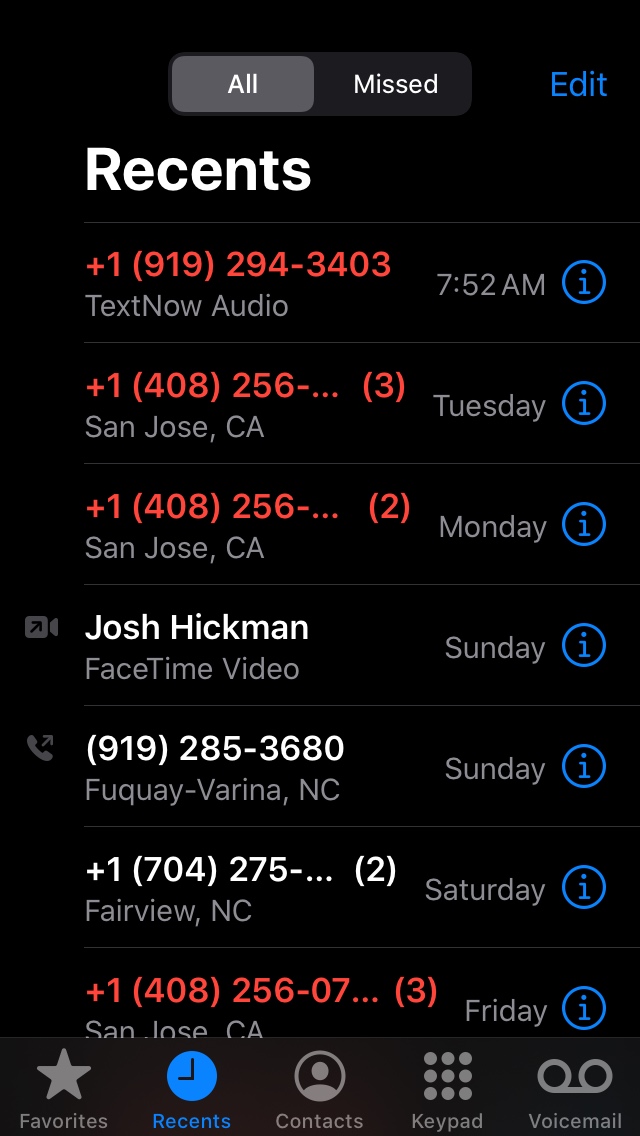 All
Missed
Edit
Recents
+1 (919) 294-3403
TextNow Audio
7:52 AM
+1 (408) 256-... (3)
San Jose, CA
Tuesday
+1 (408) 256-... (2)
San Jose, CA
Monday
Josh Hickman
FaceTime Video
Sunday
(919) 285-3680
Fuquay-Varina, NC
Sunday
+1 (704) 275-... (2)
Fairview, NC
Saturday
+1 (408) 256-07... (3)
San Jose, CA
Friday
Favorites
Recents
Contacts
Keypad
Voicemail